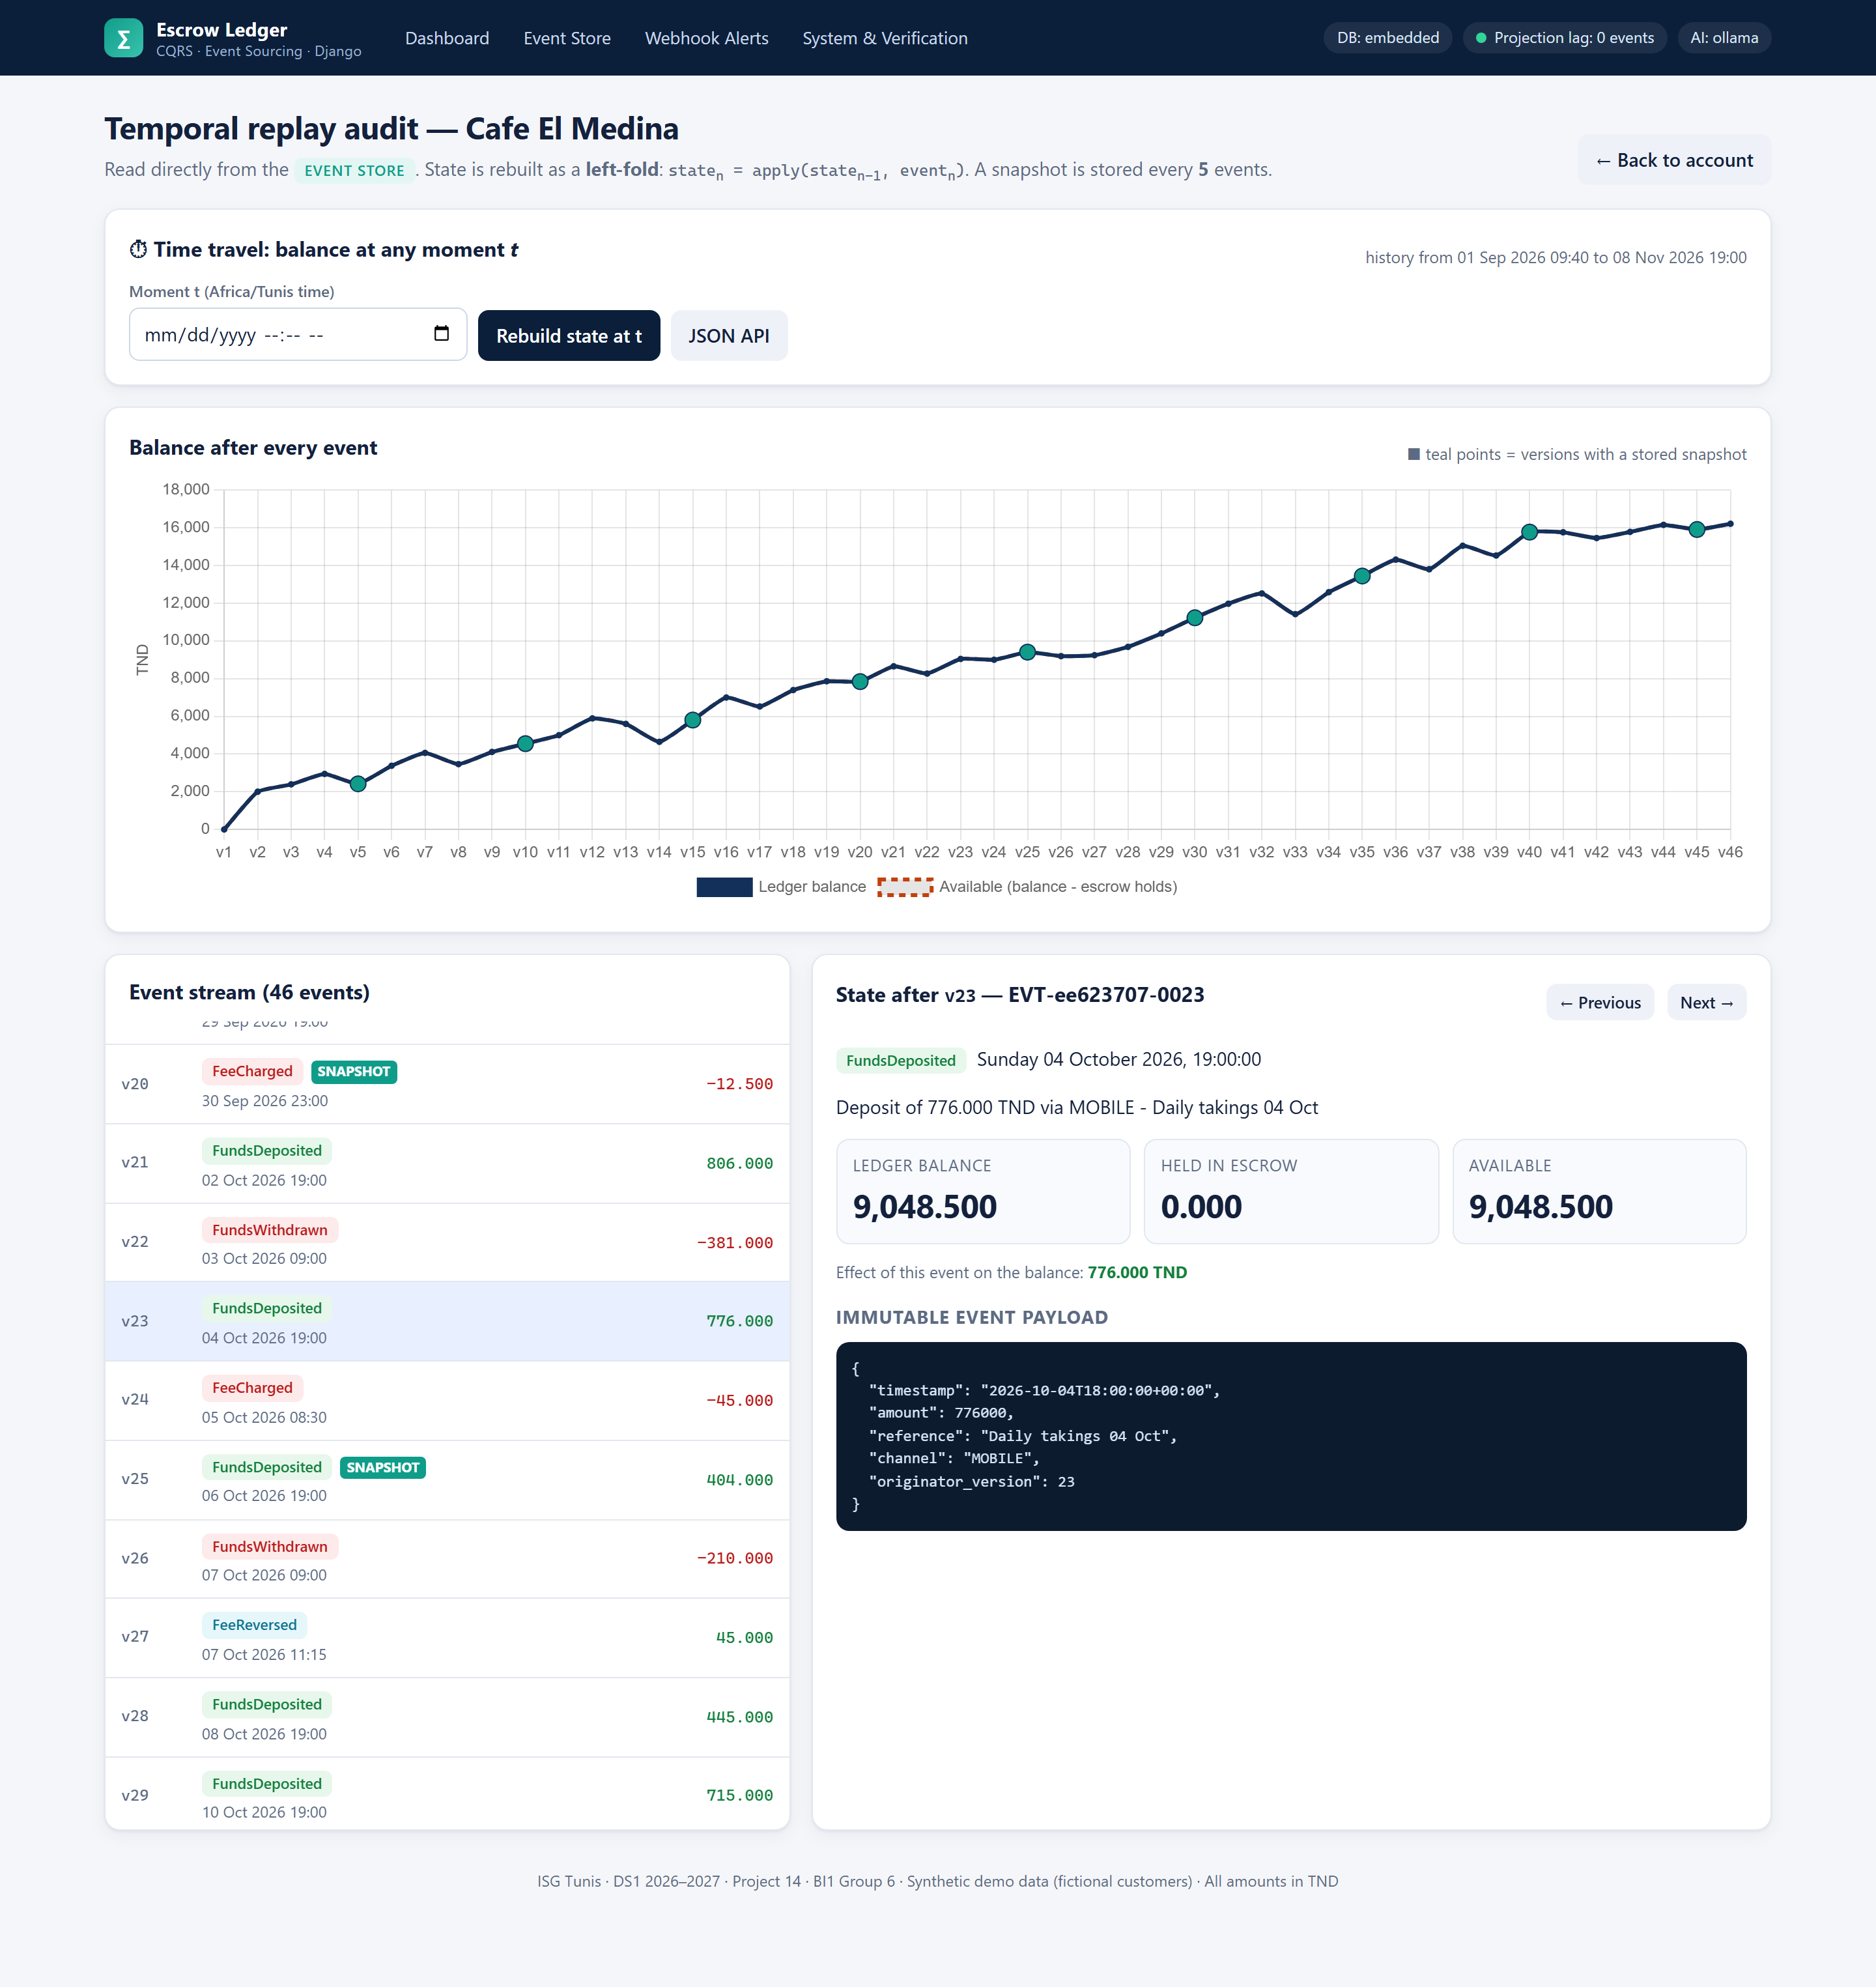 Σ
Escrow Ledger
CQRS · Event Sourcing · Django
Dashboard
Event Store
Webhook Alerts
System & Verification
DB: embedded
Projection lag: 0 events
AI: ollama
Temporal replay audit — Cafe El Medina
Read directly from the EVENT STORE. State is rebuilt as a left-fold: stateₙ = apply(stateₙ₋₁, eventₙ). A snapshot is stored every 5 events.
← Back to account
⏱ Time travel: balance at any moment t
history from 01 Sep 2026 09:40 to 08 Nov 2026 19:00
Moment t (Africa/Tunis time)
mm/dd/yyyy --:-- --
Rebuild state at t
JSON API
Balance after every event
■ teal points = versions with a stored snapshot
TND
18,000
16,000
14,000
12,000
10,000
8,000
6,000
4,000
2,000
0
v1 v2 v3 v4 v5 v6 v7 v8 v9 v10 v11 v12 v13 v14 v15 v16 v17 v18 v19 v20 v21 v22 v23 v24 v25 v26 v27 v28 v29 v30 v31 v32 v33 v34 v35 v36 v37 v38 v39 v40 v41 v42 v43 v44 v45 v46
Ledger balance
Available (balance - escrow holds)
Event stream (46 events)
29 Sep 2026 19:00
v20 FeeCharged SNAPSHOT −12.500
30 Sep 2026 23:00
v21 FundsDeposited 806.000
02 Oct 2026 19:00
v22 FundsWithdrawn −381.000
03 Oct 2026 09:00
v23 FundsDeposited 776.000
04 Oct 2026 19:00
v24 FeeCharged −45.000
05 Oct 2026 08:30
v25 FundsDeposited SNAPSHOT 404.000
06 Oct 2026 19:00
v26 FundsWithdrawn −210.000
07 Oct 2026 09:00
v27 FeeReversed 45.000
07 Oct 2026 11:15
v28 FundsDeposited 445.000
08 Oct 2026 19:00
v29 FundsDeposited 715.000
10 Oct 2026 19:00
State after v23 — EVT-ee623707-0023
← Previous
Next →
FundsDeposited Sunday 04 October 2026, 19:00:00
Deposit of 776.000 TND via MOBILE - Daily takings 04 Oct
LEDGER BALANCE
9,048.500
HELD IN ESCROW
0.000
AVAILABLE
9,048.500
Effect of this event on the balance: 776.000 TND
IMMUTABLE EVENT PAYLOAD
{
"timestamp": "2026-10-04T18:00:00+00:00",
"amount": 776000,
"reference": "Daily takings 04 Oct",
"channel": "MOBILE",
"originator_version": 23
}
ISG Tunis · DS1 2026–2027 · Project 14 · BI1 Group 6 · Synthetic demo data (fictional customers) · All amounts in TND